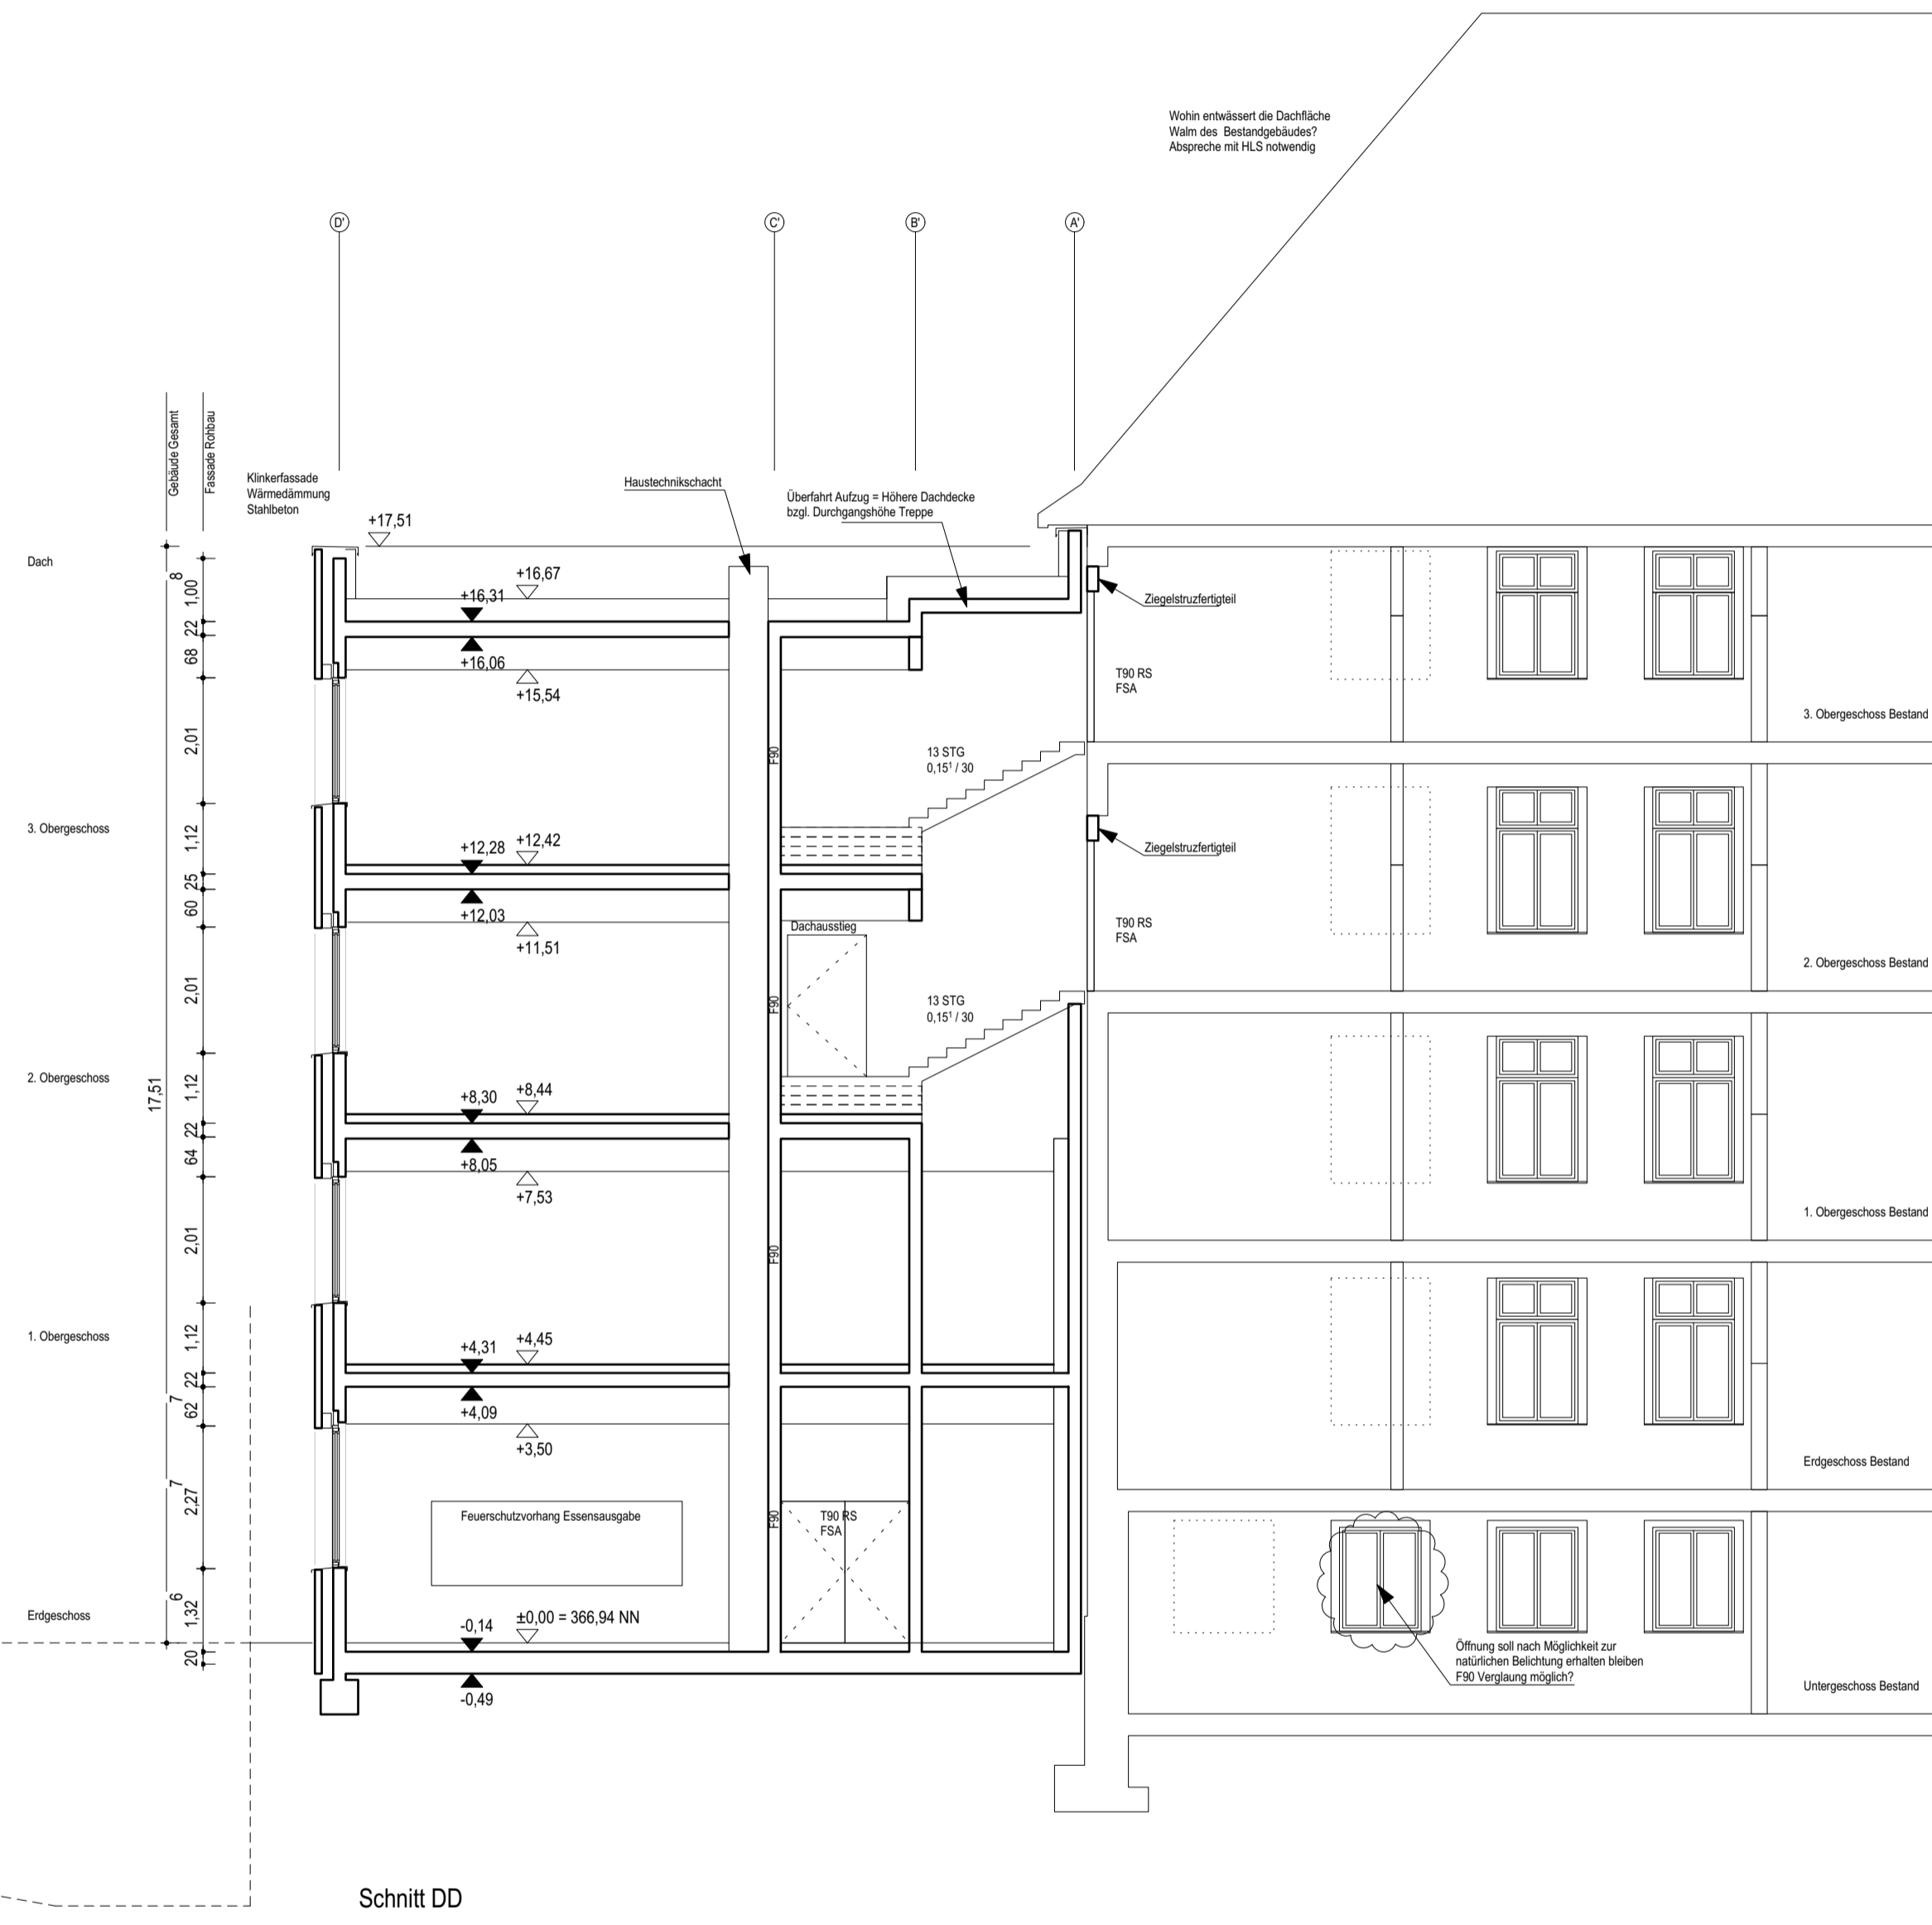 Wohin entwässert die Dachfläche
Walm des Bestandgebäudes?
Abspreche mit HLS notwendig
D'
C'
B'
A'
Gebäude Gesamt
Fassade Rohbau
Klinkerfassade
Wärmedämmung
Stahlbeton
Haustechnikschacht
Überfahrt Aufzug = Höhere Dachdecke
bzgl. Durchgangshöhe Treppe
+17,51
Dach
8
1,00
+16,67
+16,31
22
68
+16,06
+15,54
Ziegelstruzfertigteil
T90 RS
FSA
3. Obergeschoss Bestand
2,01
F90
13 STG
0,15¹ / 30
3. Obergeschoss
1,12
+12,28
+12,42
Ziegelstruzfertigteil
25
60
+12,03
+11,51
Dachausstieg
T90 RS
FSA
2. Obergeschoss Bestand
2,01
F90
13 STG
0,15¹ / 30
2. Obergeschoss
17,51
1,12
+8,30
+8,44
22
64
+8,05
+7,53
1. Obergeschoss Bestand
2,01
F90
1. Obergeschoss
1,12
+4,31
+4,45
22
7
62
+4,09
+3,50
Erdgeschoss Bestand
7
2,27
Feuerschutzvorhang Essensausgabe
F90
T90 RS
FSA
6
1,32
Erdgeschoss
-0,14
±0,00 = 366,94 NN
20
-0,49
Öffnung soll nach Möglichkeit zur
natürlichen Belichtung erhalten bleiben
F90 Verglaung möglich?
Untergeschoss Bestand
Schnitt DD